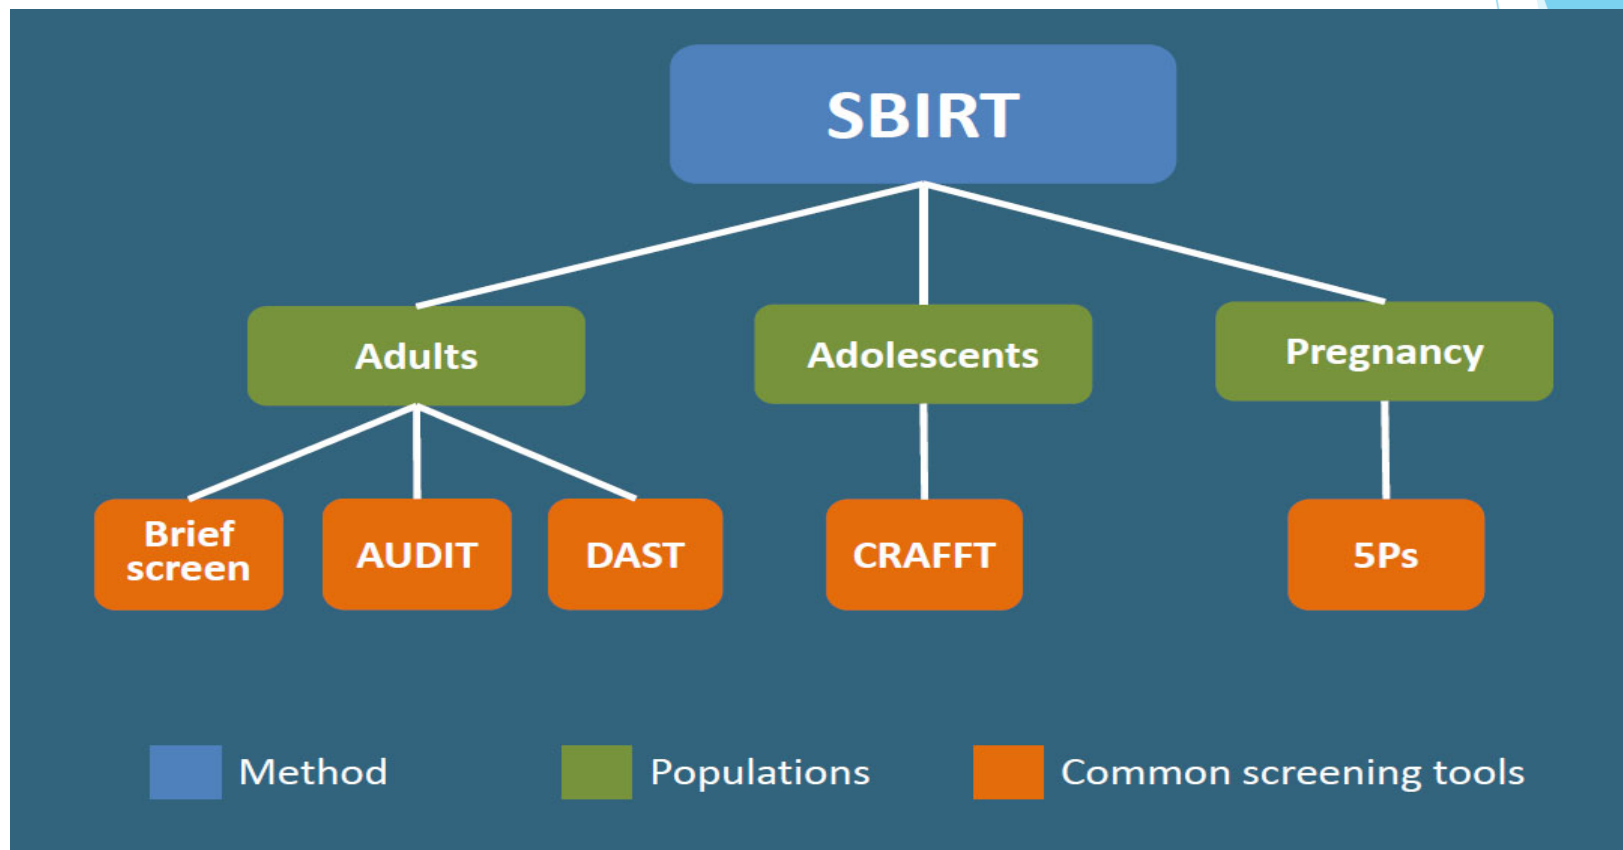 SBIRT
Adults
Adolescents
Pregnancy
Brief
screen
AUDIT
DAST
CRAFFT
5Ps
Method
Populations
Common screening tools